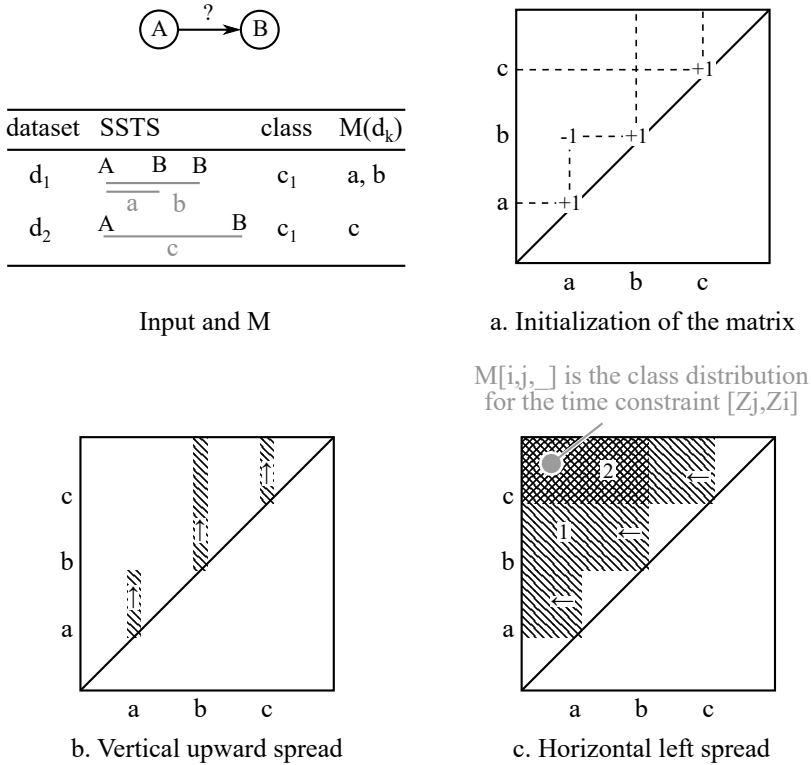 ?
A B
dataset SSTS class M(dₖ)
A B B
d₁ c₁ a, b
a b
A B
d₂ c₁ c
c
Input and M
c +1
b -1 +1
a +1
a b c
a. Initialization of the matrix
c ↑
b ↑
a ↑
a b c
b. Vertical upward spread
M[i,j,_] is the class distribution
for the time constraint [Zj,Zi]
2 ←
c
1 ←
b
←
a
a b c
c. Horizontal left spread